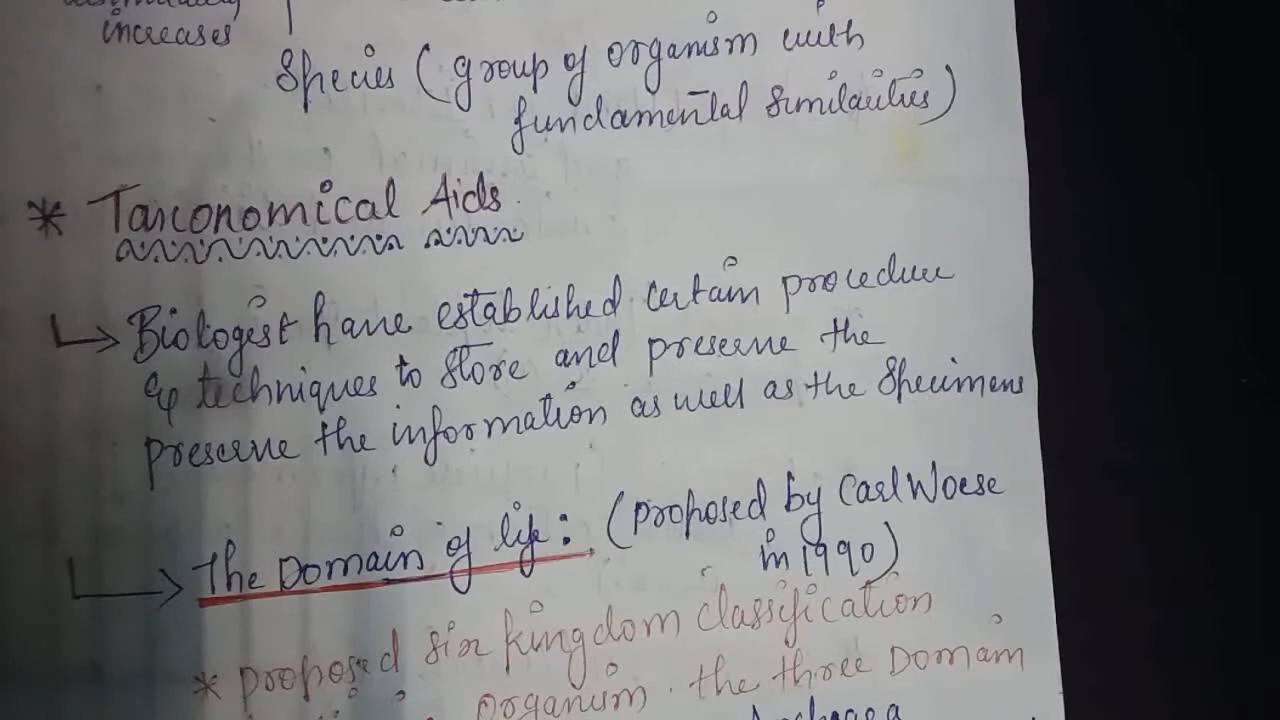 increases
Species (group of organism with
fundamental similarities)
* Taxonomical Aids
Biologist have established certain procedure
& techniques to store and preserve the
preserve the information as well as the Specimens
The Domain of life: (proposed by Carl Woese
in 1990)
* proposed six kingdom classification
organism. the three Domain